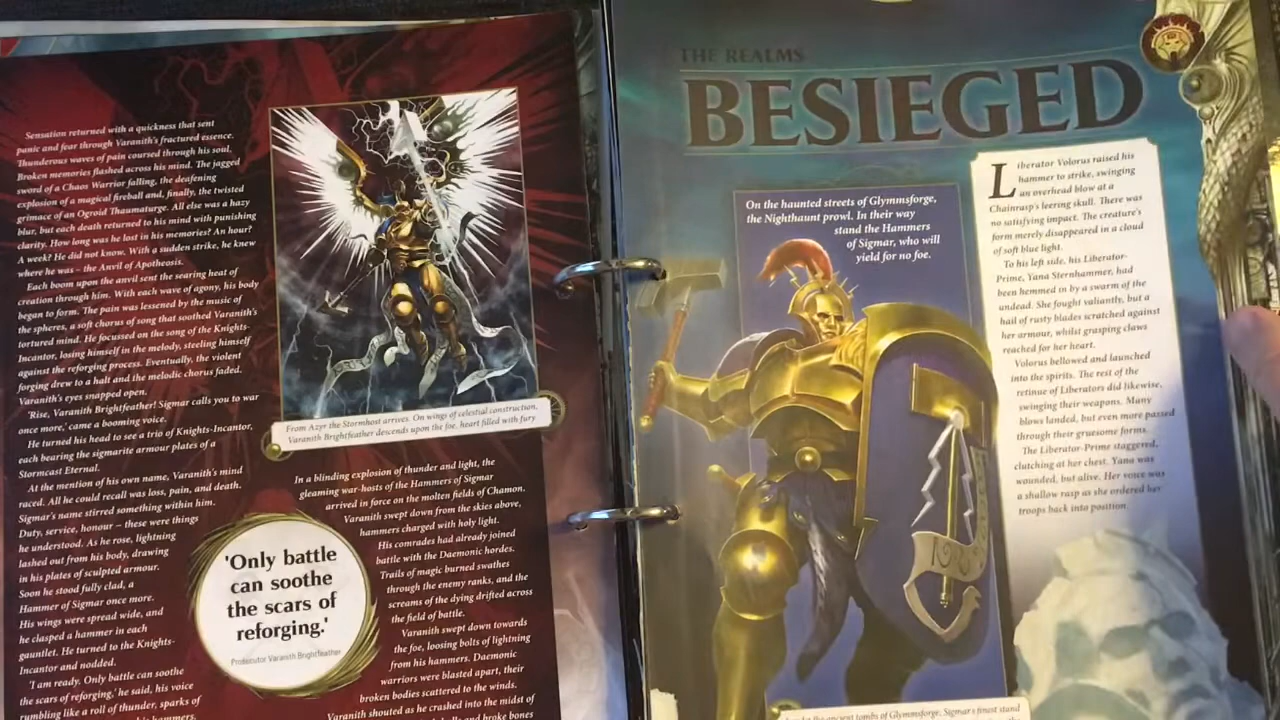 Sensation returned with a quickness that sent
panic and fear through Varanith's fractured essence.
Thunderous waves of pain coursed through his soul.
Broken memories flashed across his mind. The jagged
sword of a Chaos Warrior falling, the deafening
explosion of a magical fireball and, finally, the twisted
grimace of an Ogroid Thaumaturge. All else was a hazy
blur, but each death returned to his mind with punishing
clarity. How long was he lost in his memories? An hour?
A week? He did not know. With a sudden strike, he knew
where he was – the Anvil of Apotheosis.
Each boom upon the anvil sent the searing heat of
creation through him. With each wave of agony, his body
began to form. The pain was lessened by the music of
the spheres, a soft chorus of song that soothed Varanith's
tortured mind. He focussed on the song of the Knights-
Incantor, losing himself in the melody, steeling himself
against the reforging process. Eventually, the violent
forging drew to a halt and the melodic chorus faded.
Varanith's eyes snapped open.
'Rise, Varanith Brightfeather! Sigmar calls you to war
once more,' came a booming voice.
He turned his head to see a trio of Knights-Incantor,
each bearing the sigmarite armour plates of a
Stormcast Eternal.
At the mention of his own name, Varanith's mind
raced. All he could recall was loss, pain, and death.
Sigmar's name stirred something within him.
Duty, service, honour – these were things
he understood. As he rose, lightning
lashed out from his body, drawing
in his plates of sculpted armour.
Soon he stood fully clad, a
Hammer of Sigmar once more.
His wings were spread wide, and
he clasped a hammer in each
gauntlet. He turned to the Knights-
Incantor and nodded.
'I am ready. Only battle can soothe
the scars of reforging,' he said, his voice
rumbling like a roll of thunder, sparks of
hammers,
From Azyr the Stormhost arrives. On wings of celestial construction,
Varanith Brightfeather descends upon the foe, heart filled with fury
'Only battle
can soothe
the scars of
reforging.'
Prosecutor Varanith Brightfeather
In a blinding explosion of thunder and light, the
gleaming war-hosts of the Hammers of Sigmar
arrived in force on the molten fields of Chamon.
Varanith swept down from the skies above,
hammers charged with holy light.
His comrades had already joined
battle with the Daemonic hordes.
Trails of magic burned swathes
through the enemy ranks, and the
screams of the dying drifted across
the field of battle.
Varanith swept down towards
the foe, loosing bolts of lightning
from his hammers. Daemonic
warriors were blasted apart, their
broken bodies scattered to the winds.
Varanith shouted as he crashed into the midst of
and broke bones
THE REALMS
BESIEGED
On the haunted streets of Glymmsforge,
the Nighthaunt prowl. In their way
stand the Hammers
of Sigmar, who will
yield for no foe.
Liberator Volorus raised his
hammer to strike, swinging
an overhead blow at a
Chainrasp's leering skull. There was
no satisfying impact. The creature's
form merely disappeared in a cloud
of soft blue light.
To his left side, his Liberator-
Prime, Yana Sternhammer, had
been hemmed in by a swarm of the
undead. She fought valiantly, but a
hail of rusty blades scratched against
her armour, whilst grasping claws
reached for her heart.
Volorus bellowed and launched
into the spirits. The rest of the
retinue of Liberators did likewise,
swinging their weapons. Many
blows landed, but even more passed
through their gruesome forms.
The Liberator-Prime staggered,
clutching at her chest. Yana was
wounded, but alive. Her voice was
a shallow rasp as she ordered her
troops back into position.
the ancient tombs of Glymmsforge, Sigmar's finest stand